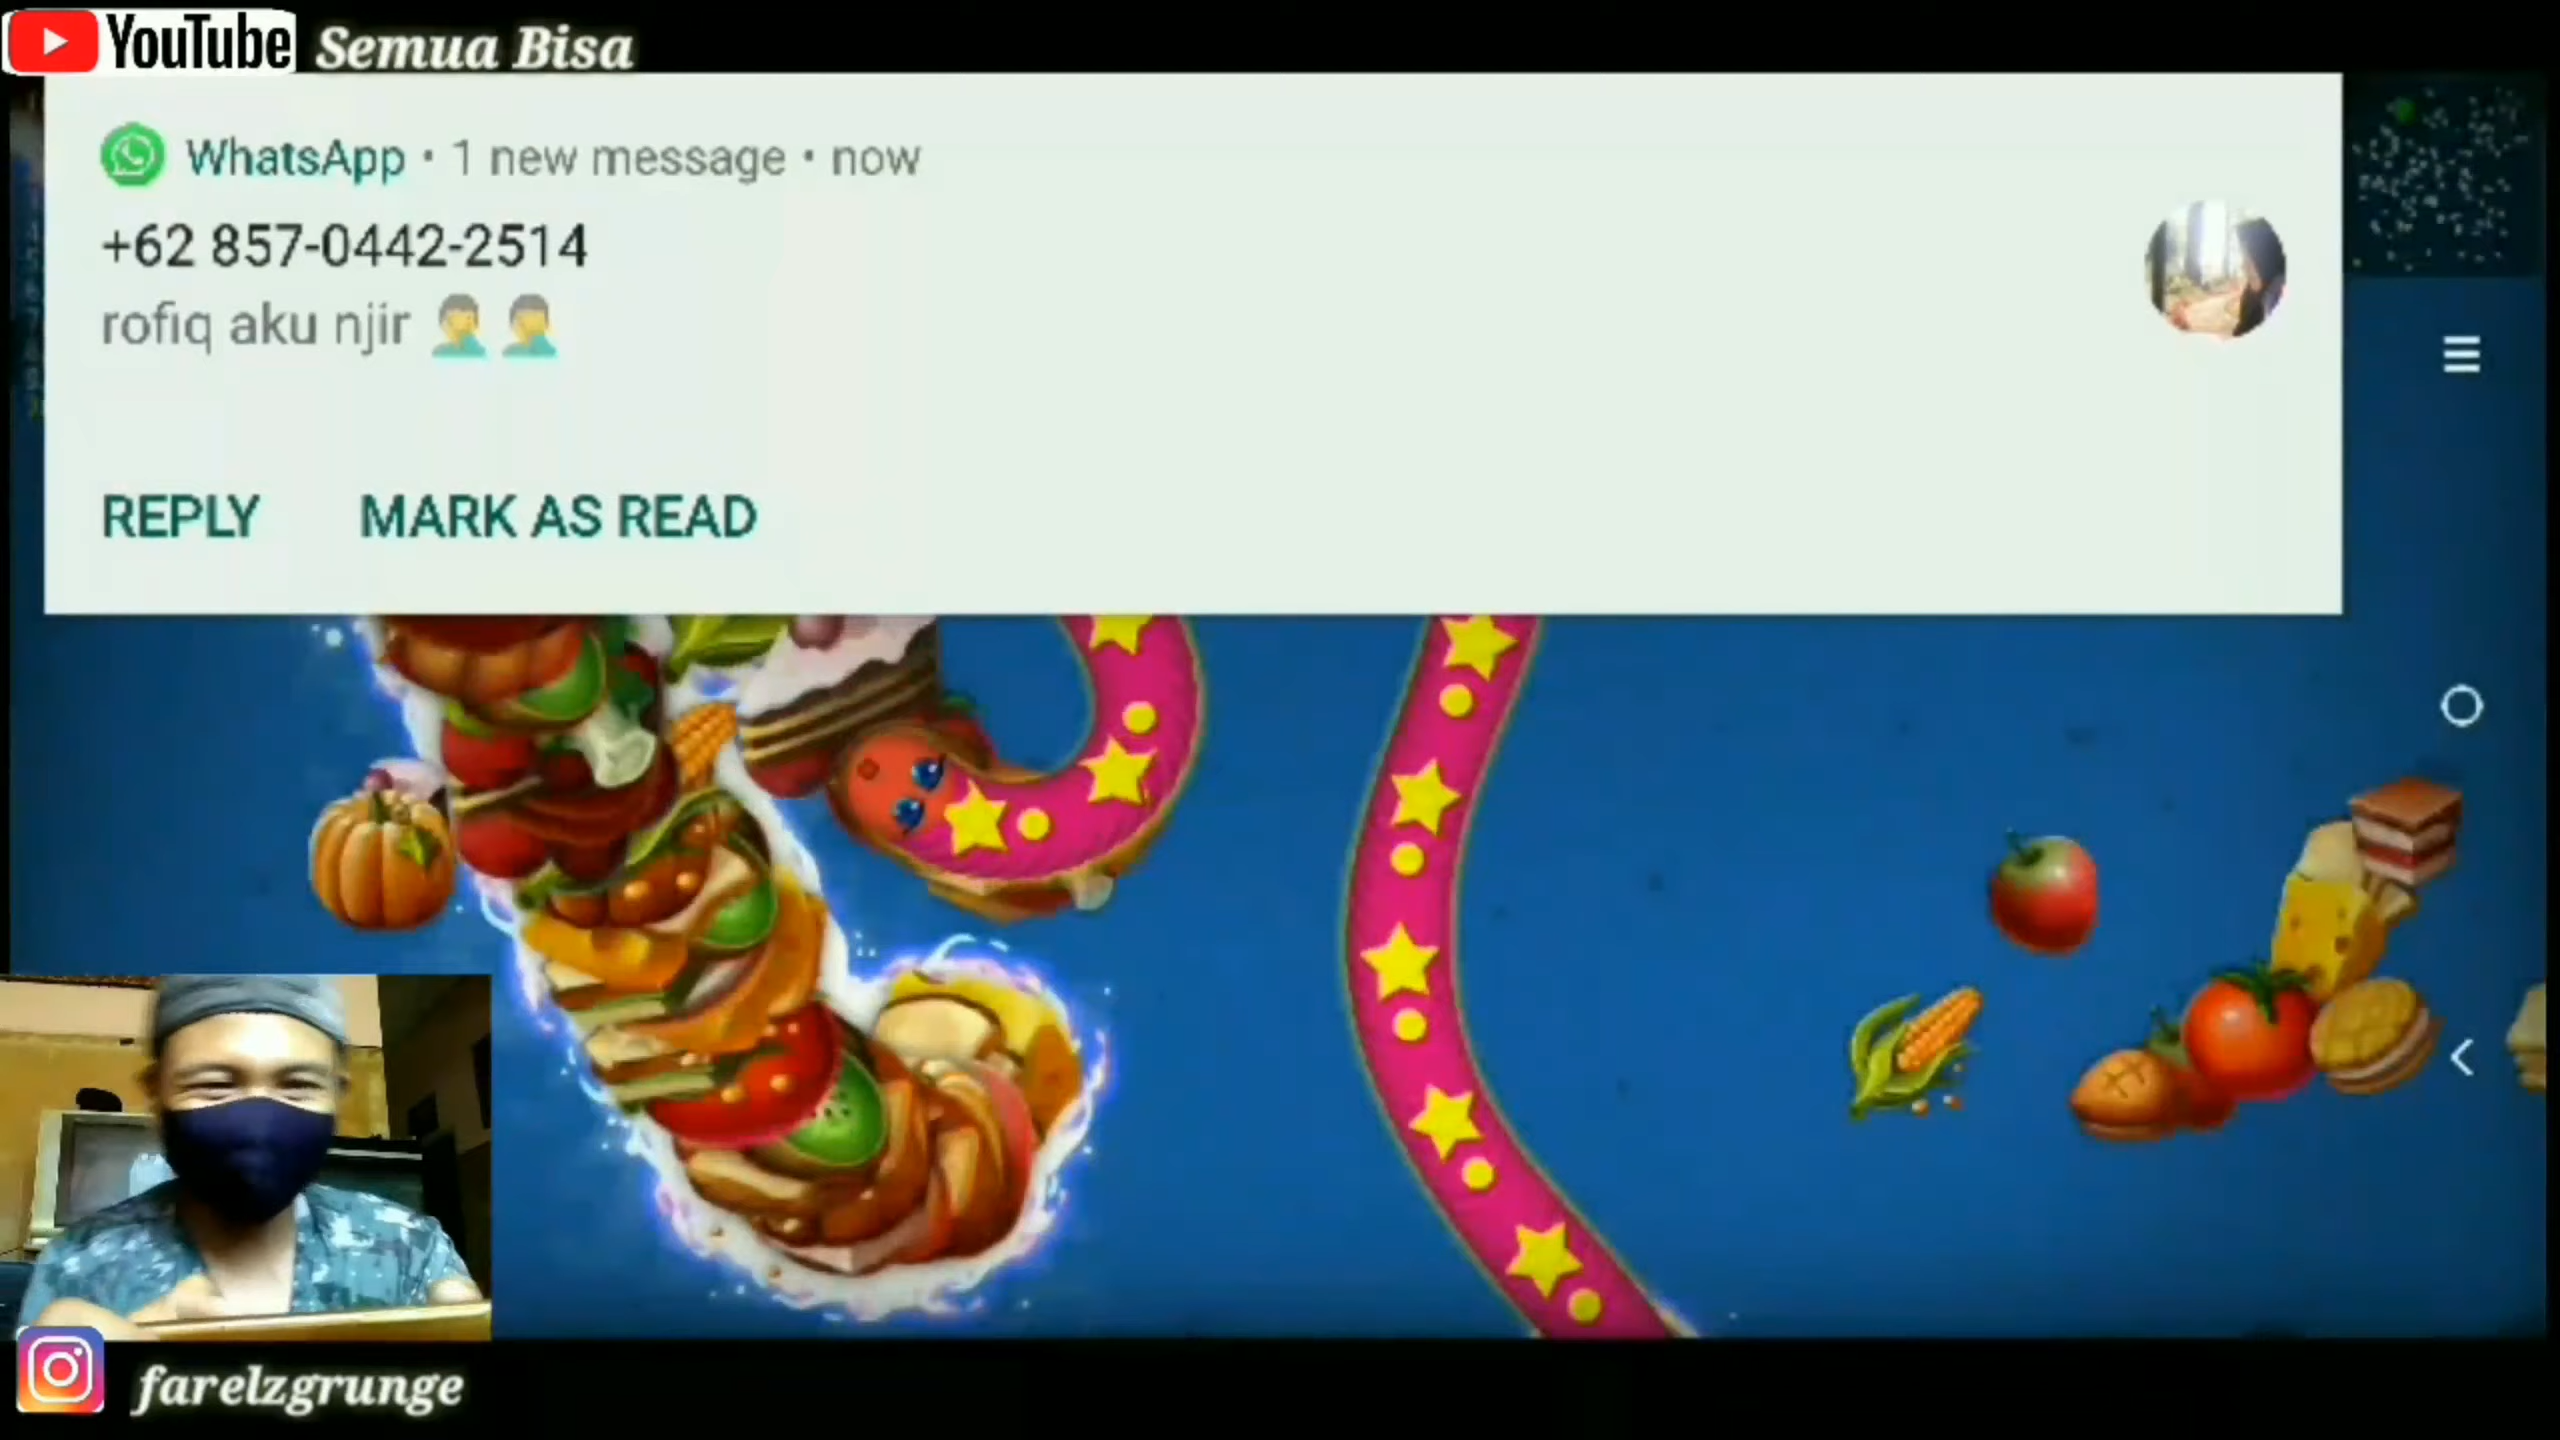 YouTube Semua Bisa
WhatsApp • 1 new message • now
+62 857-0442-2514
rofiq aku njir 🤦‍♂️🤦‍♂️
REPLY MARK AS READ
farelzgrunge